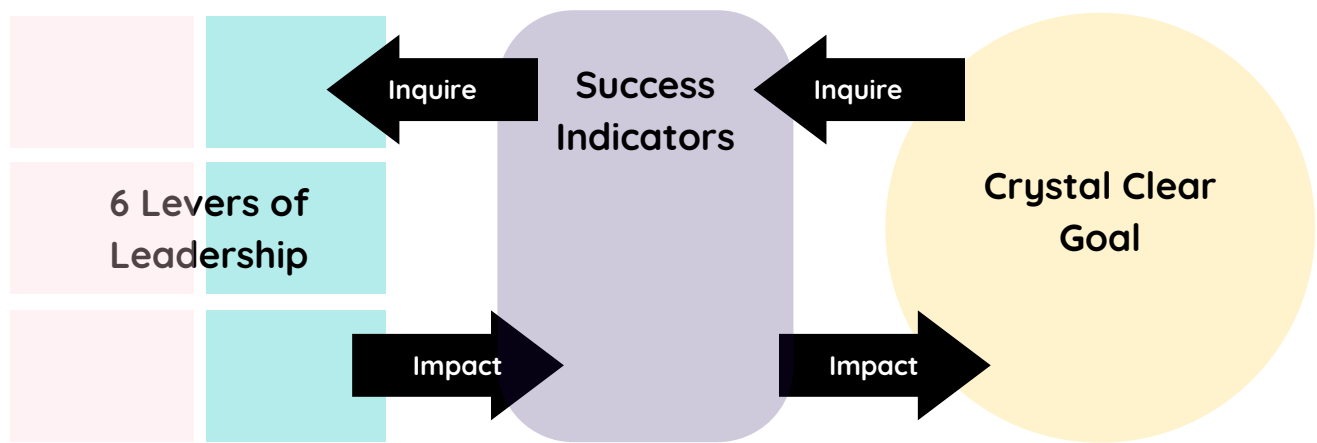 Inquire
Inquire
Success
Indicators
Crystal Clear
Goal
6 Levers of
Leadership
Impact
Impact